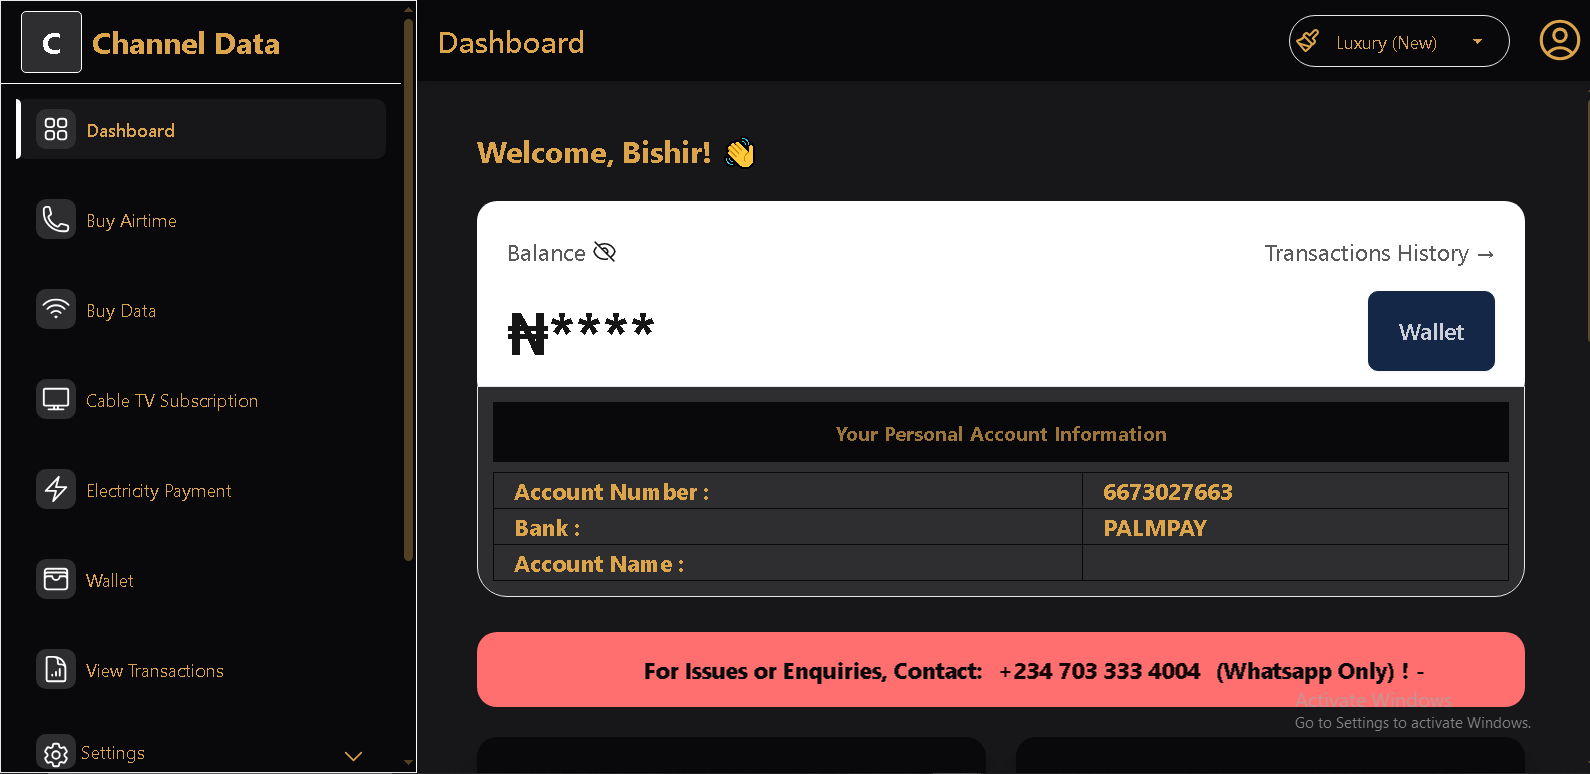 C Channel Data
Dashboard
Luxury (New)
Dashboard
Buy Airtime
Buy Data
Cable TV Subscription
Electricity Payment
Wallet
View Transactions
Settings
Welcome, Bishir! 👋
Balance
Transactions History →
₦****
Wallet
Your Personal Account Information
Account Number : 6673027663
Bank : PALMPAY
Account Name :
For Issues or Enquiries, Contact: +234 703 333 4004 (Whatsapp Only) ! -
Activate Windows
Go to Settings to activate Windows.